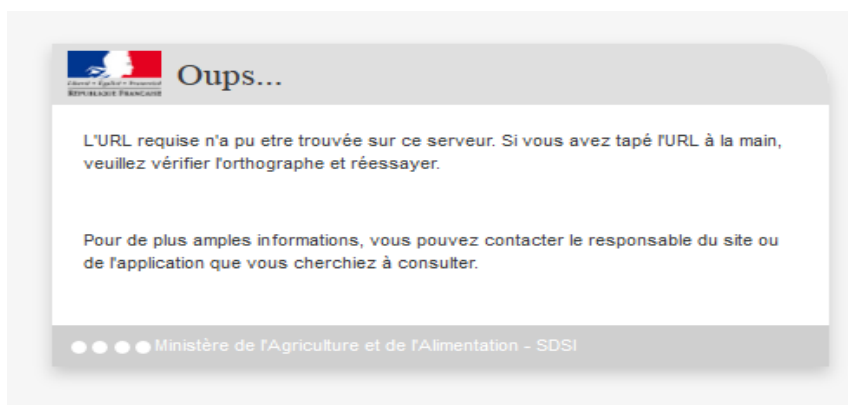 Oups...
Liberté • Égalité • Fraternité
RÉPUBLIQUE FRANÇAISE
L'URL requise n'a pu etre trouvée sur ce serveur. Si vous avez tapé l'URL à la main,
veuillez vérifier l'orthographe et réessayer.
Pour de plus amples informations, vous pouvez contacter le responsable du site ou
de l'application que vous cherchiez à consulter.
Ministère de l'Agriculture et de l'Alimentation - SDSI